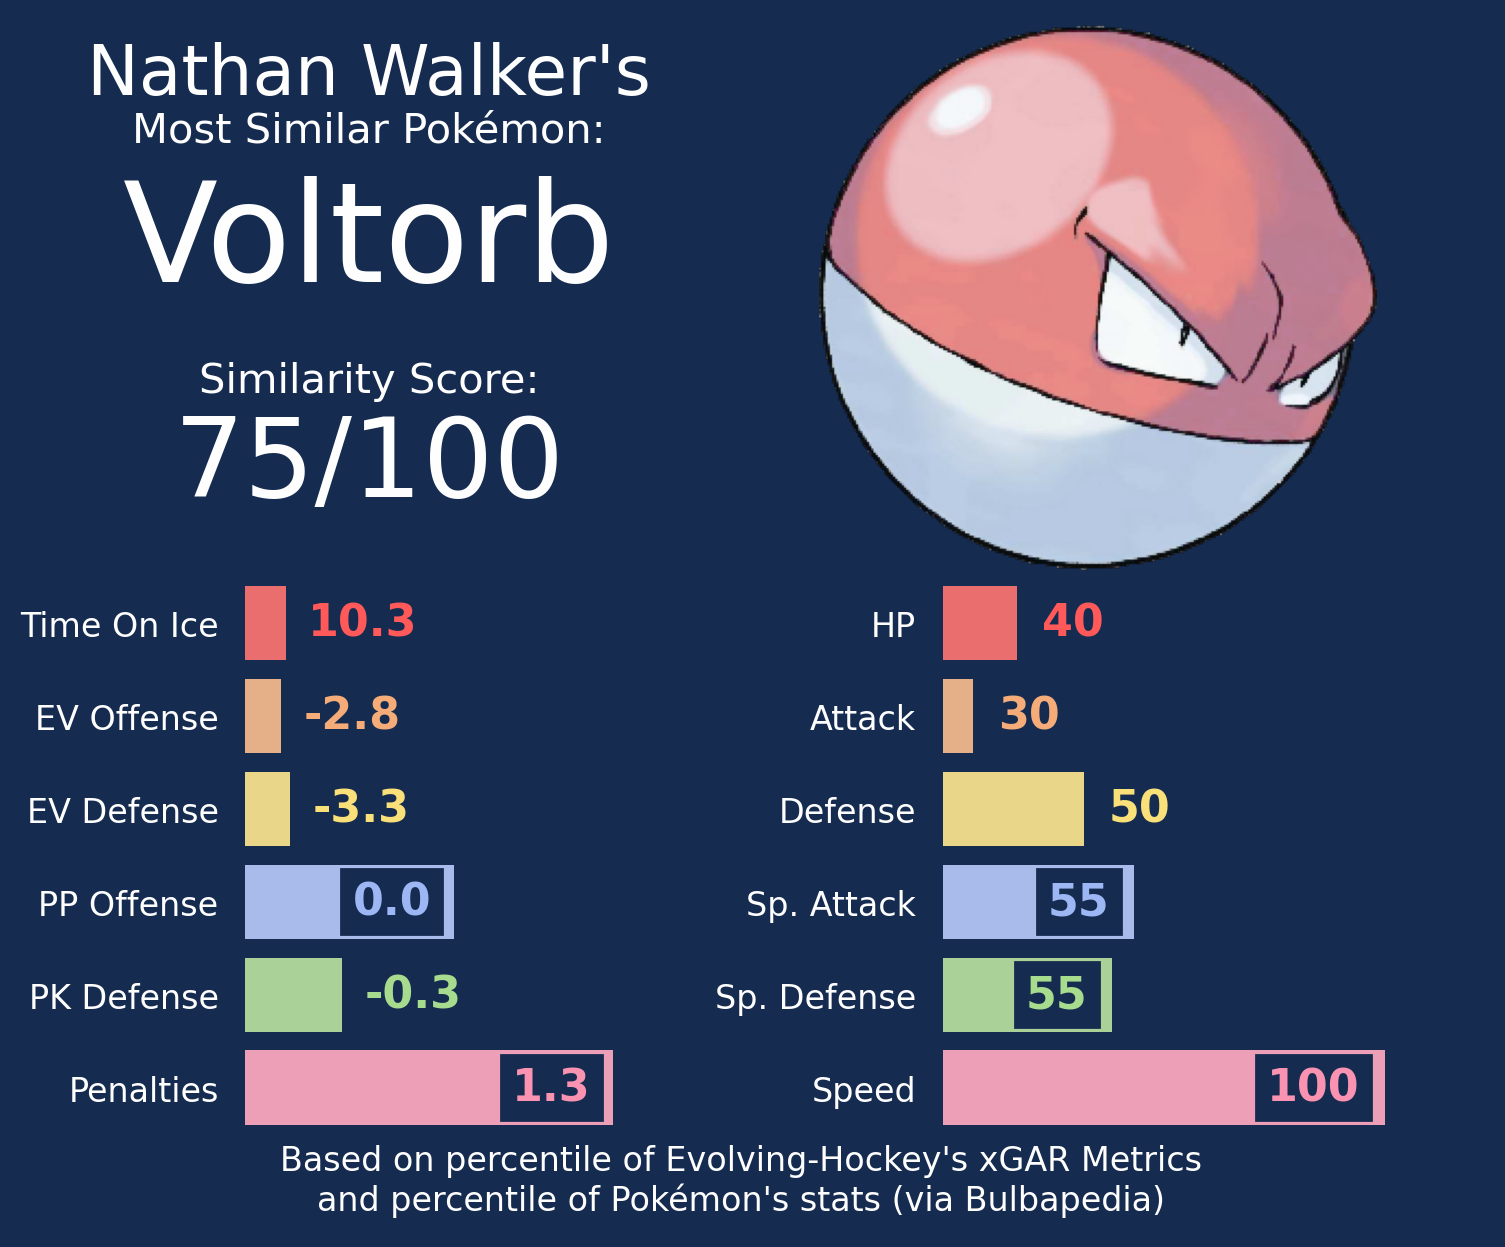 Nathan Walker's
Most Similar Pokémon:
Voltorb
Similarity Score:
75/100
Time On Ice 10.3
EV Offense -2.8
EV Defense -3.3
PP Offense 0.0
PK Defense -0.3
Penalties 1.3
HP 40
Attack 30
Defense 50
Sp. Attack 55
Sp. Defense 55
Speed 100
Based on percentile of Evolving-Hockey's xGAR Metrics
and percentile of Pokémon's stats (via Bulbapedia)